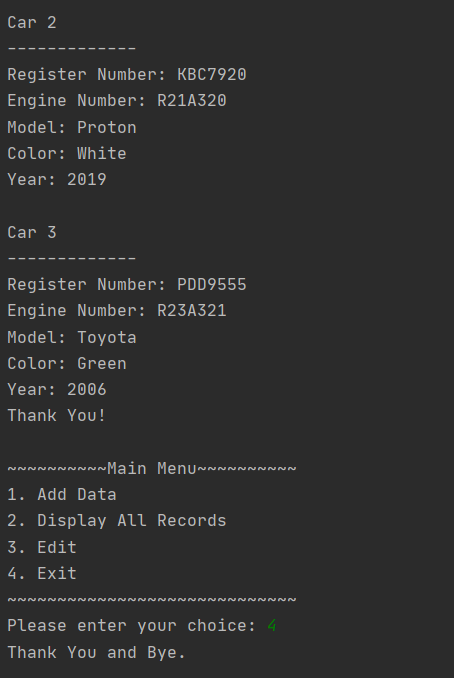 Car 2
-------------
Register Number: KBC7920
Engine Number: R21A320
Model: Proton
Color: White
Year: 2019
Car 3
-------------
Register Number: PDD9555
Engine Number: R23A321
Model: Toyota
Color: Green
Year: 2006
Thank You!
~~~~~~~~~~Main Menu~~~~~~~~~~
1. Add Data
2. Display All Records
3. Edit
4. Exit
~~~~~~~~~~~~~~~~~~~~~~~~~~~~~
Please enter your choice: 4
Thank You and Bye.